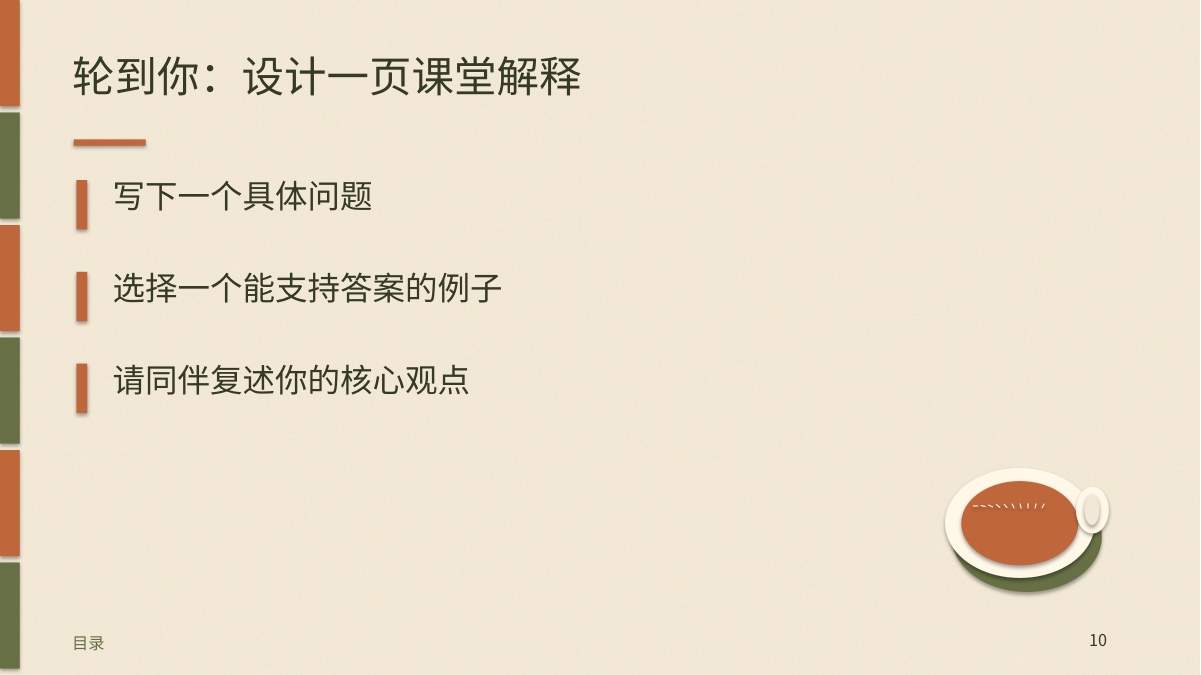 轮到你：设计一页课堂解释
写下一个具体问题
选择一个能支持答案的例子
请同伴复述你的核心观点
目录
10